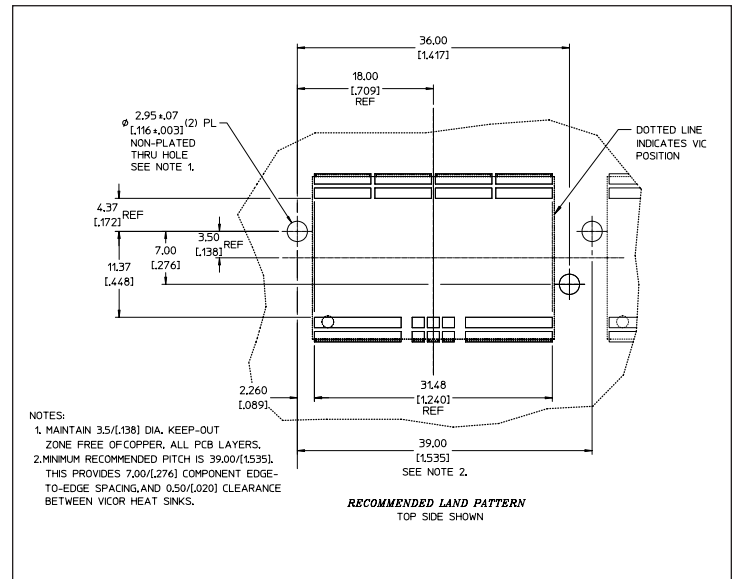 36.00
[1.417]
18.00
[.709]
REF
ø 2.95±.07
[.116±.003] (2) PL
NON-PLATED
THRU HOLE
SEE NOTE 1.
DOTTED LINE
INDICATES VIC
POSITION
4.37
[.172] REF
3.50
[.138] REF
7.00
[.276]
11.37
[.448]
2.260
[.089]
31.48
[1.240]
REF
39.00
[1.535]
SEE NOTE 2.
NOTES:
1. MAINTAIN 3.5/[.138] DIA. KEEP-OUT
ZONE FREE OF COPPER, ALL PCB LAYERS.
2. MINIMUM RECOMMENDED PITCH IS 39.00/[1.535].
THIS PROVIDES 7.00/[.276] COMPONENT EDGE-
TO-EDGE SPACING, AND 0.50/[.020] CLEARANCE
BETWEEN VICOR HEAT SINKS.
RECOMMENDED LAND PATTERN
TOP SIDE SHOWN